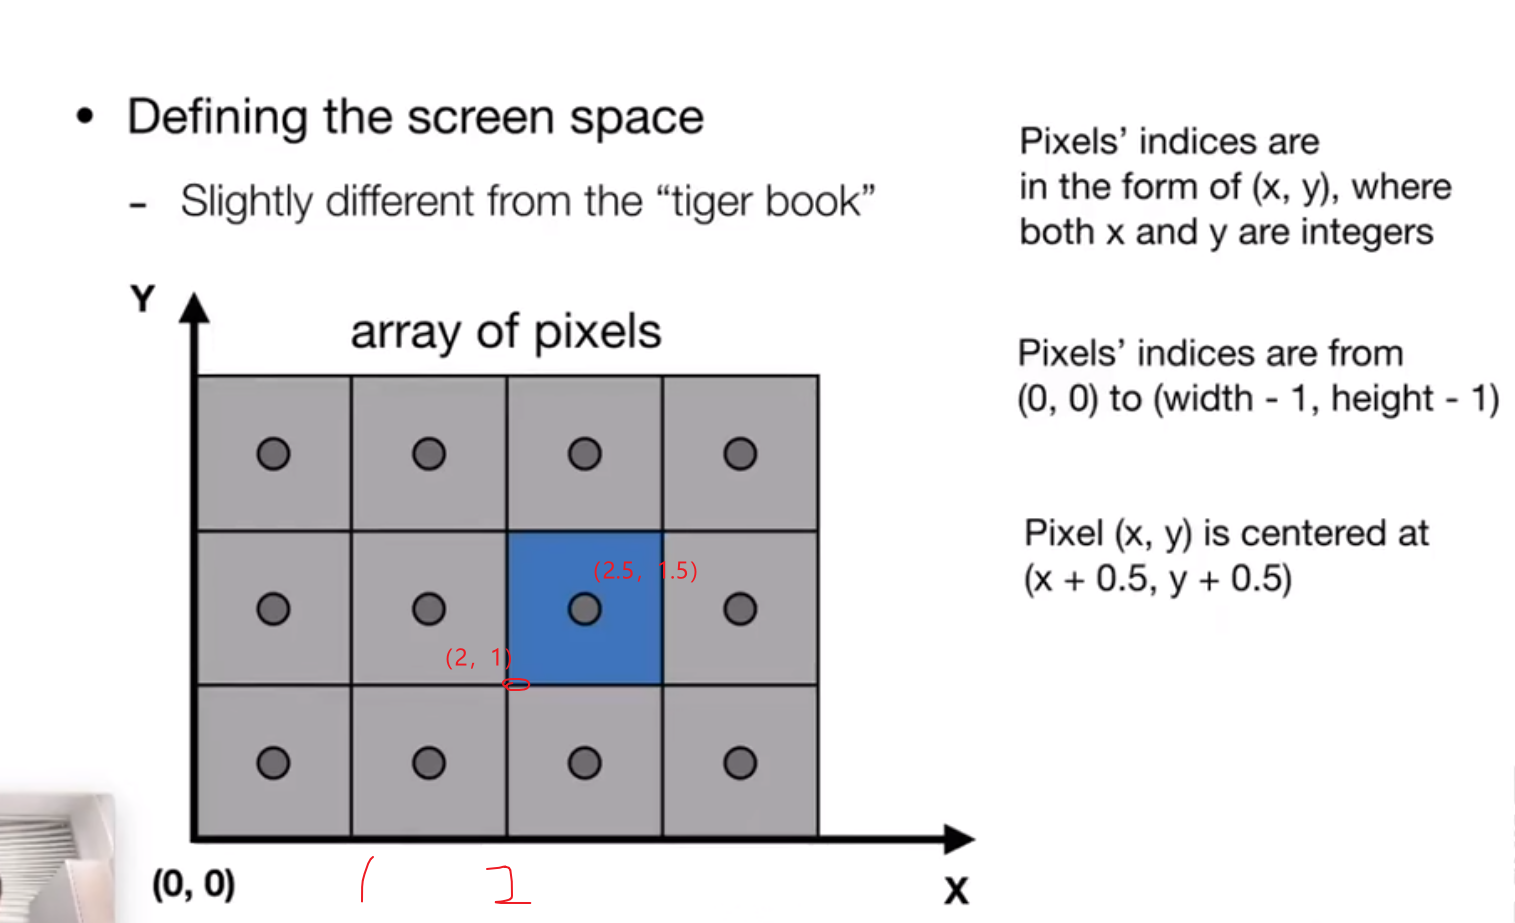 • Defining the screen space
- Slightly different from the “tiger book”
Pixels’ indices are
in the form of (x, y), where
both x and y are integers
Y
array of pixels
Pixels’ indices are from
(0, 0) to (width - 1, height - 1)
Pixel (x, y) is centered at
(x + 0.5, y + 0.5)
(2.5, 1.5)
(2, 1)
(0, 0)
1 2
X